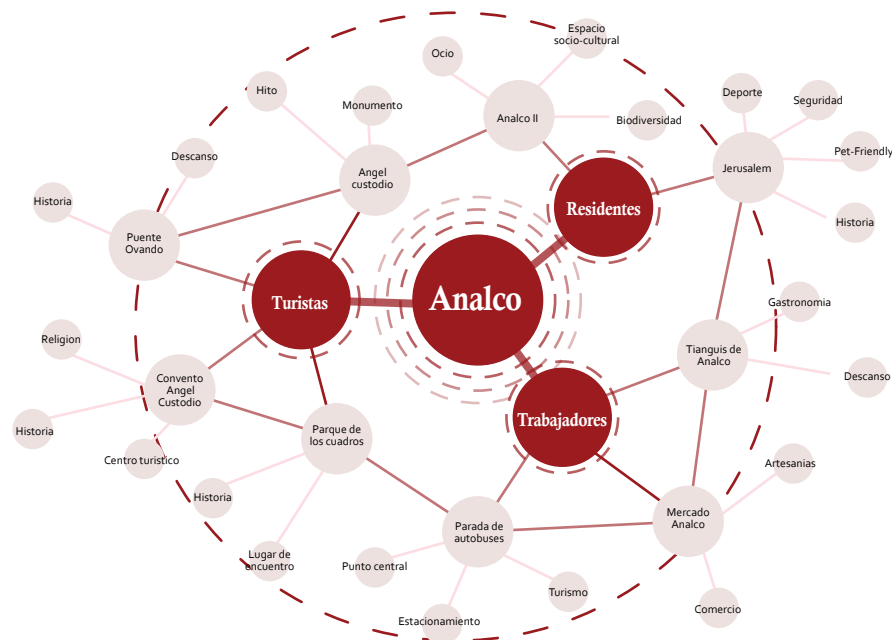 Espacio
socio-cultural
Ocio
Hito
Monumento
Analco II
Biodiversidad
Deporte
Seguridad
Pet-Friendly
Jerusalem
Historia
Descanso
Angel
custodio
Historia
Puente
Ovando
Residentes
Turistas
Analco
Gastronomia
Tianguis de
Analco
Descanso
Religion
Convento
Angel
Custodio
Historia
Centro turistico
Parque de
los cuadros
Trabajadores
Historia
Lugar de
encuentro
Artesanias
Mercado
Analco
Parada de
autobuses
Punto central
Turismo
Estacionamiento
Comercio